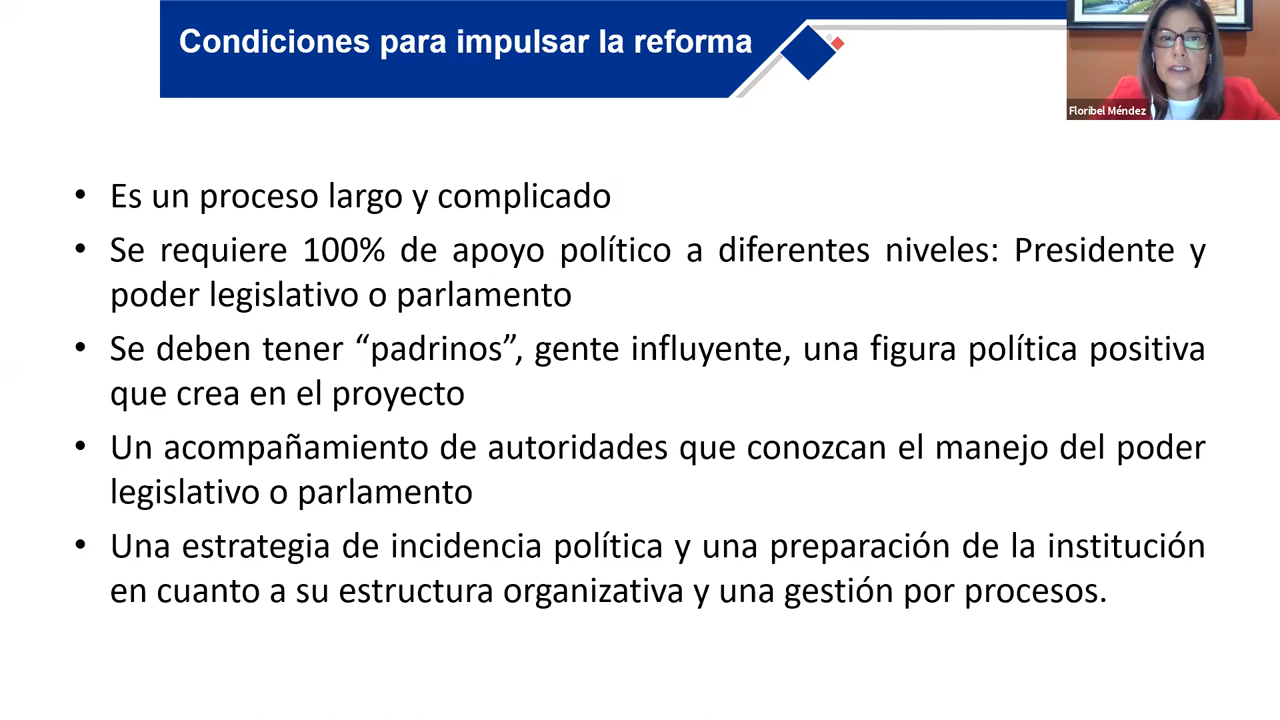 Condiciones para impulsar la reforma
Floribel Méndez
• Es un proceso largo y complicado
• Se requiere 100% de apoyo político a diferentes niveles: Presidente y
poder legislativo o parlamento
• Se deben tener “padrinos”, gente influyente, una figura política positiva
que crea en el proyecto
• Un acompañamiento de autoridades que conozcan el manejo del poder
legislativo o parlamento
• Una estrategia de incidencia política y una preparación de la institución
en cuanto a su estructura organizativa y una gestión por procesos.